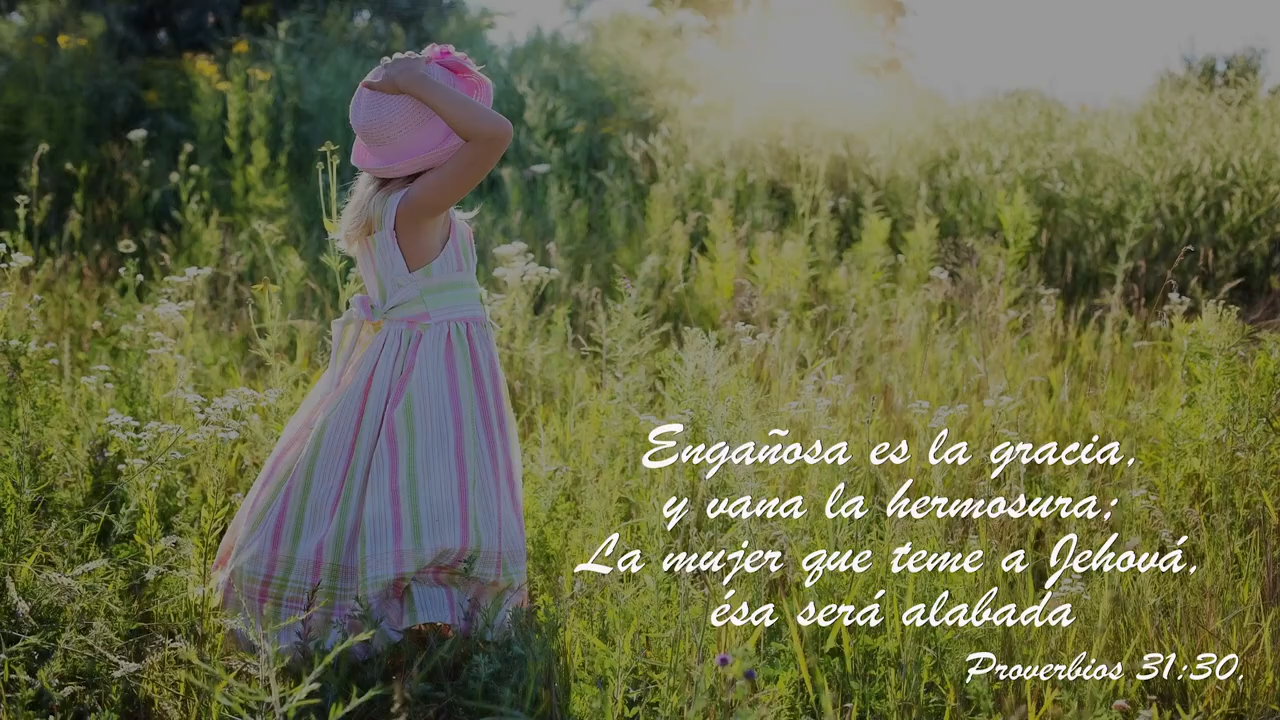 Engañosa es la gracia,
y vana la hermosura;
La mujer que teme a Jehová,
ésa será alabada
Proverbios 31:30.